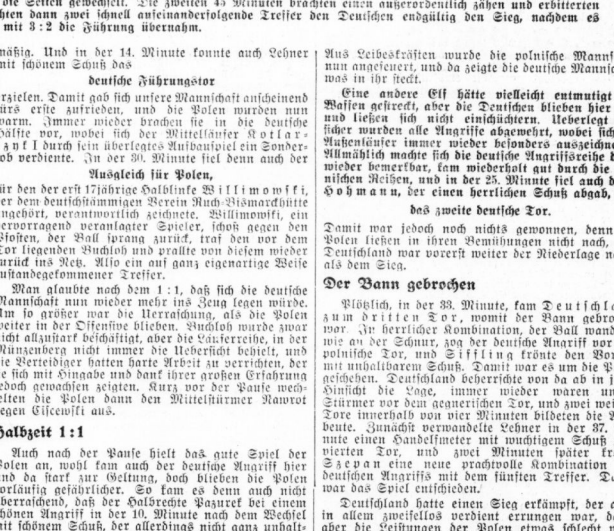 die Seiten gewechselt. Die zweiten 45 Minuten brachten einen außerordentlich zähen und erbitterten
hten dann zwei schnell aufeinanderfolgende Treffer den Deutschen endgültig den Sieg, nachdem es
mit 3:2 die Führung übernahm.
mäßig. Und in der 14. Minute konnte auch Lehner
mit schönem Schuß das
deutsche Führungstor
erzielen. Damit gab sich unsere Mannschaft anscheinend
fürs erste zufrieden, und die Polen wurden nun
warm. Immer wieder brachen sie in die deutsche
Hälfte vor, wobei sich der Mittelläufer Kotlar-
zykl durch sein überlegtes Aufbauspiel ein Sonder-
lob verdiente. In der 30. Minute fiel denn auch der
Ausgleich für Polen,
für den der erst 17jährige Halblinke Willimowski,
der dem deutschstämmigen Verein Ruch-Bismarckhütte
angehört, verantwortlich zeichnete. Willimowski, ein
hervorragend veranlagter Spieler, schoß gegen den
Pfosten, der Ball sprang zurück, traf den vor dem
Tor liegenden Buchloh und prallte von diesem wieder
zurück ins Netz. Also ein auf ganz eigenartige Weise
zustandegekommener Treffer.
Man glaubte nach dem 1:1, daß sich die deutsche
Mannschaft nun wieder mehr ins Zeug legen würde.
Um so größer war die Uerraschung, als die Polen
weiter in der Offensive blieben. Buchloh wurde zwar
nicht allzustark beschäftigt, aber die Läuferreihe, in der
Münzenberg nicht immer die Uebersicht behielt, und
die Verteidiger hatten harte Arbeit zu verrichten, der
sie sich mit Hingabe und dank ihrer großen Erfahrung
jedoch gewachsen zeigten. Kurz vor der Pause wech-
selten die Polen dann den Mittelstürmer Nawrot
gegen Ciscewski aus.
Halbzeit 1:1
Auch nach der Pause hielt das gute Spiel der
Polen an, wohl kam auch der deutsche Angriff hier
und da stark zur Geltung, doch blieben die Polen
vorläufig gefährlicher. So kam es denn auch nicht
überraschend, daß der Halbrechte Pazurek bei einem
schönen Angriff in der 10. Minute nach dem Wechsel
mit schönem Schuß, der allerdings nicht ganz unhalt-
Aus Leibeskräften wurde die polnische Manns
nun angefeuert, und da zeigte die deutsche Manns
was in ihr steckt.
Eine andere Elf hätte vielleicht entmutigt
Waffen gestreckt, aber die Deutschen blieben hier
und ließen sich nicht einschüchtern. Ueberlegt
sicher wurden alle Angriffe abgewehrt, wobei sich
Außenläufer immer wieder besonders auszeichne
Allmählich machte sich die deutsche Angriffsreihe
wieder bemerkbar, kam wiederholt gut durch die
nischen Reihen, und in der 25. Minute fiel auch d
Hohmann, der einen herrlichen Schuß abgab,
das zweite deutsche Tor.
Damit war jedoch noch nichts gewonnen, denn
Polen ließen in ihren Bemühungen nicht nach,
Deutschland war vorerst weiter der Niederlage n
als dem Sieg.
Der Bann gebrochen
Plötzlich, in der 33. Minute, kam Deutschl
zum dritten Tor, womit der Bann gebro
war. In herrlicher Kombination, der Ball wand
wie an der Schnur, zog der deutsche Angriff vor
polnische Tor, und Siffling krönte den Vor
mit unhaltbarem Schuß. Damit war es um die P
geschehen. Deutschland beherrschte von da ab in j
Hinsicht die Lage, immer wieder waren un
Stürmer vor dem gegnerischen Tor, und zwei weit
Tore innerhalb von vier Minuten bildeten die A
beute. Zunächst verwandelte Lehner in der 37.
nute einen Handelfmeter mit wuchtigem Schuß
vierten Tor, und zwei Minuten später kr
Szepan eine neue prachtvolle Kombination
deutschen Angriffs mit dem fünften Treffer. Da
war das Spiel entschieden.
Deutschland hatte einen Sieg erkämpft, der z
in allem zweifellos verdient errungen war,
aber die Leistungen der